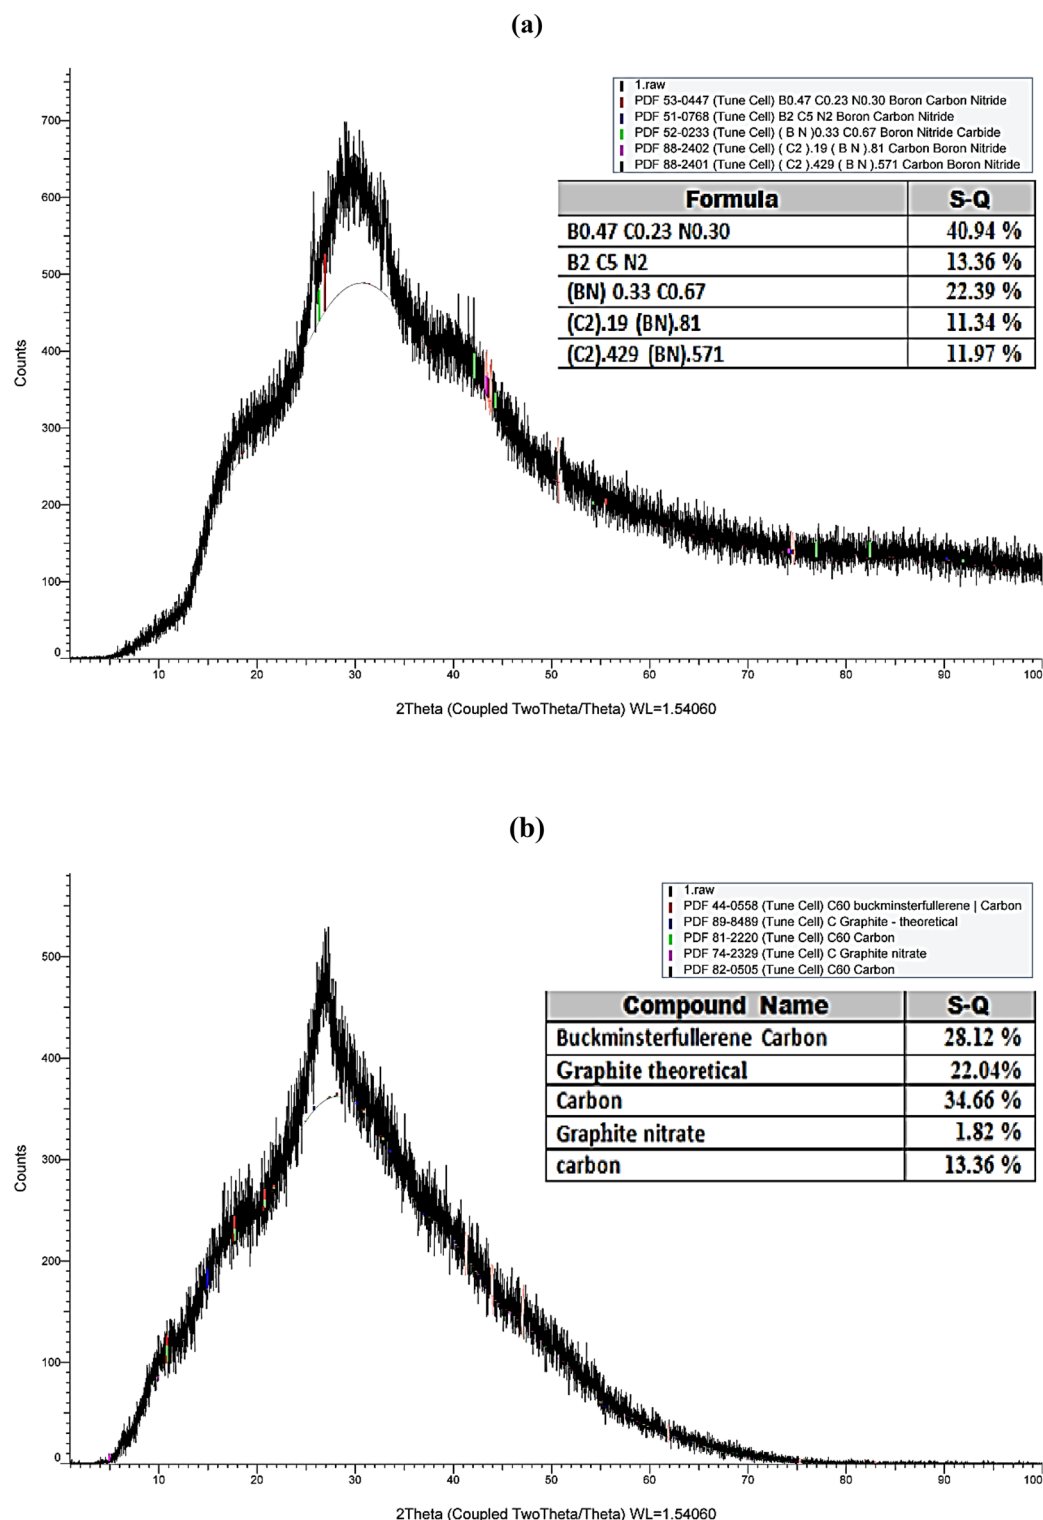 (a)
1.raw
PDF 53-0447 (Tune Cell) B0.47 C0.23 N0.30 Boron Carbon Nitride
PDF 51-0768 (Tune Cell) B2 C5 N2 Boron Carbon Nitride
PDF 52-0233 (Tune Cell) ( B N )0.33 C0.67 Boron Nitride Carbide
PDF 88-2402 (Tune Cell) ( C2 ).19 ( B N ).81 Carbon Boron Nitride
PDF 88-2401 (Tune Cell) ( C2 ).429 ( B N ).571 Carbon Boron Nitride
Formula S-Q
B0.47 C0.23 N0.30 40.94 %
B2 C5 N2 13.36 %
(BN) 0.33 C0.67 22.39 %
(C2).19 (BN).81 11.34 %
(C2).429 (BN).571 11.97 %
700
600
500
400
300
200
100
0
Counts
10 20 30 40 50 60 70 80 90 100
2Theta (Coupled TwoTheta/Theta) WL=1.54060
(b)
1.raw
PDF 44-0558 (Tune Cell) C60 buckminsterfullerene | Carbon
PDF 89-8489 (Tune Cell) C Graphite - theoretical
PDF 81-2220 (Tune Cell) C60 Carbon
PDF 74-2329 (Tune Cell) C Graphite nitrate
PDF 82-0505 (Tune Cell) C60 Carbon
Compound Name S-Q
Buckminsterfullerene Carbon 28.12 %
Graphite theoretical 22.04%
Carbon 34.66 %
Graphite nitrate 1.82 %
carbon 13.36 %
500
400
300
200
100
0
Counts
10 20 30 40 50 60 70 80 90 100
2Theta (Coupled TwoTheta/Theta) WL=1.54060